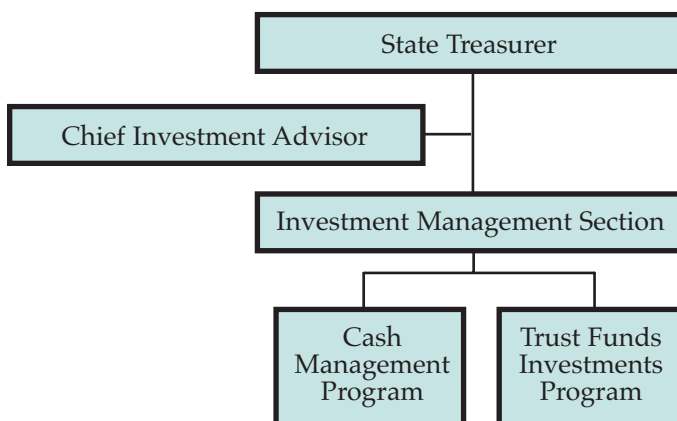 State Treasurer
Chief Investment Advisor
Investment Management Section
Cash
Management
Program
Trust Funds
Investments
Program